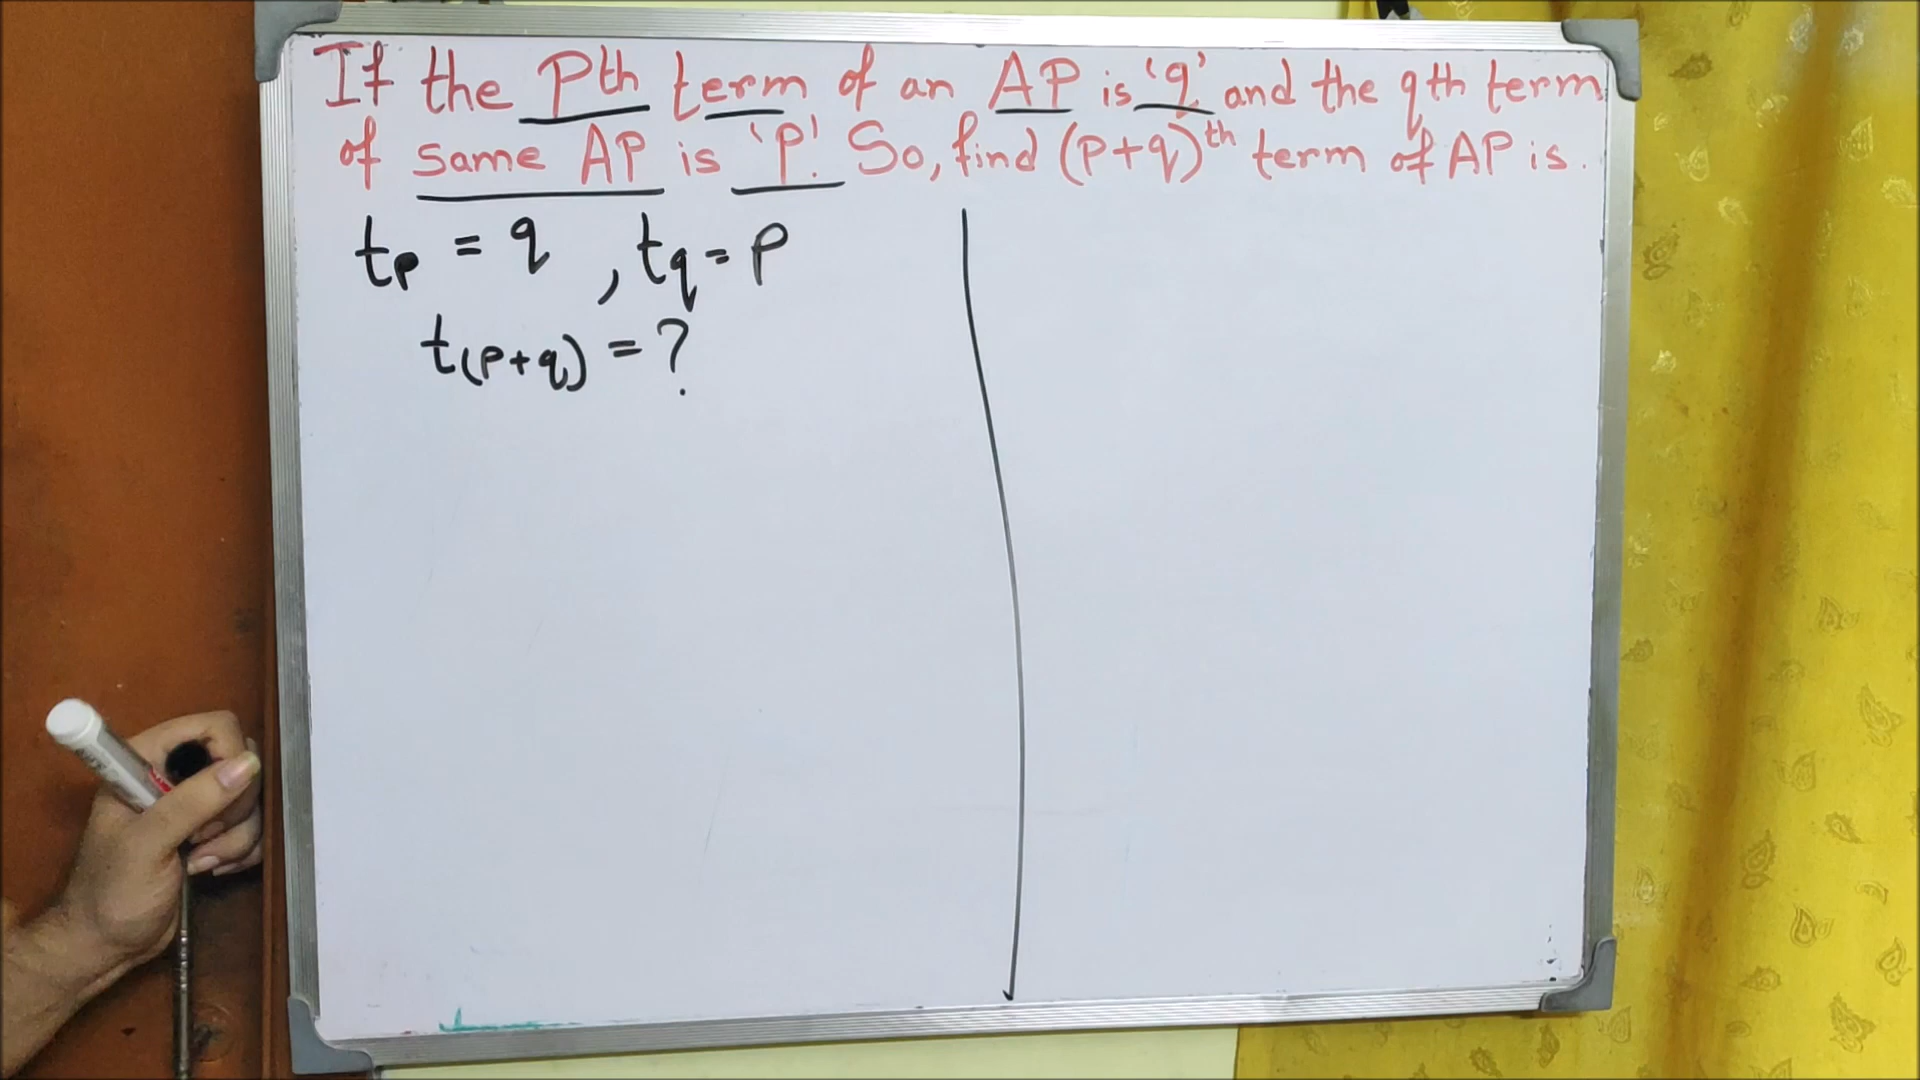 If the Pth term of an AP is 'q' and the qth term
of same AP is 'P'. So, find (p+q)th term of AP is.
tp = q , tq = P
t(p+q) = ?